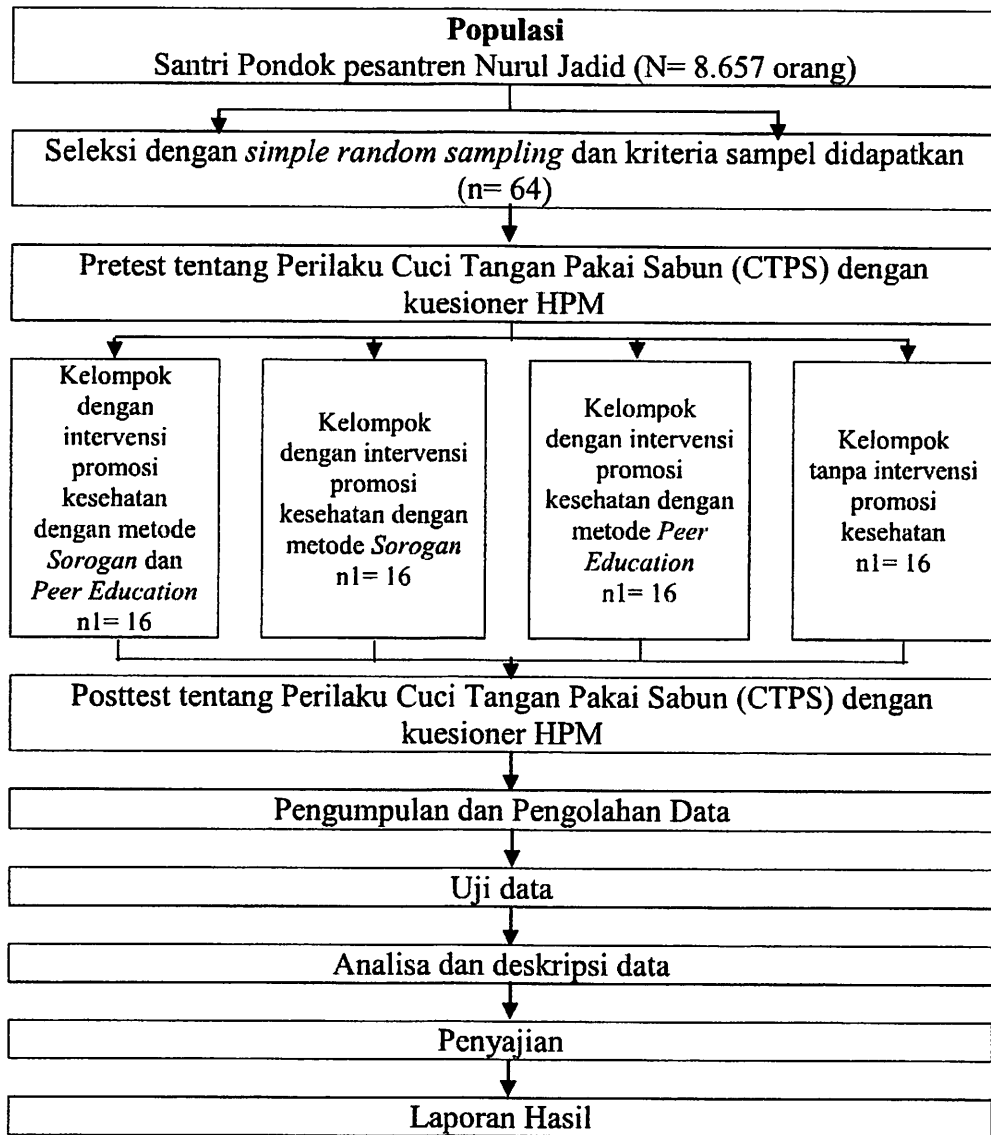 Populasi
Santri Pondok pesantren Nurul Jadid (N= 8.657 orang)
Seleksi dengan simple random sampling dan kriteria sampel didapatkan
(n= 64)
Pretest tentang Perilaku Cuci Tangan Pakai Sabun (CTPS) dengan
kuesioner HPM
Kelompok
dengan
intervensi
promosi
kesehatan
dengan metode
Sorogan dan
Peer Education
n1= 16
Kelompok
dengan intervensi
promosi
kesehatan dengan
metode Sorogan
n1= 16
Kelompok
dengan intervensi
promosi
kesehatan dengan
metode Peer
Education
n1= 16
Kelompok
tanpa intervensi
promosi
kesehatan
n1= 16
Posttest tentang Perilaku Cuci Tangan Pakai Sabun (CTPS) dengan
kuesioner HPM
Pengumpulan dan Pengolahan Data
Uji data
Analisa dan deskripsi data
Penyajian
Laporan Hasil